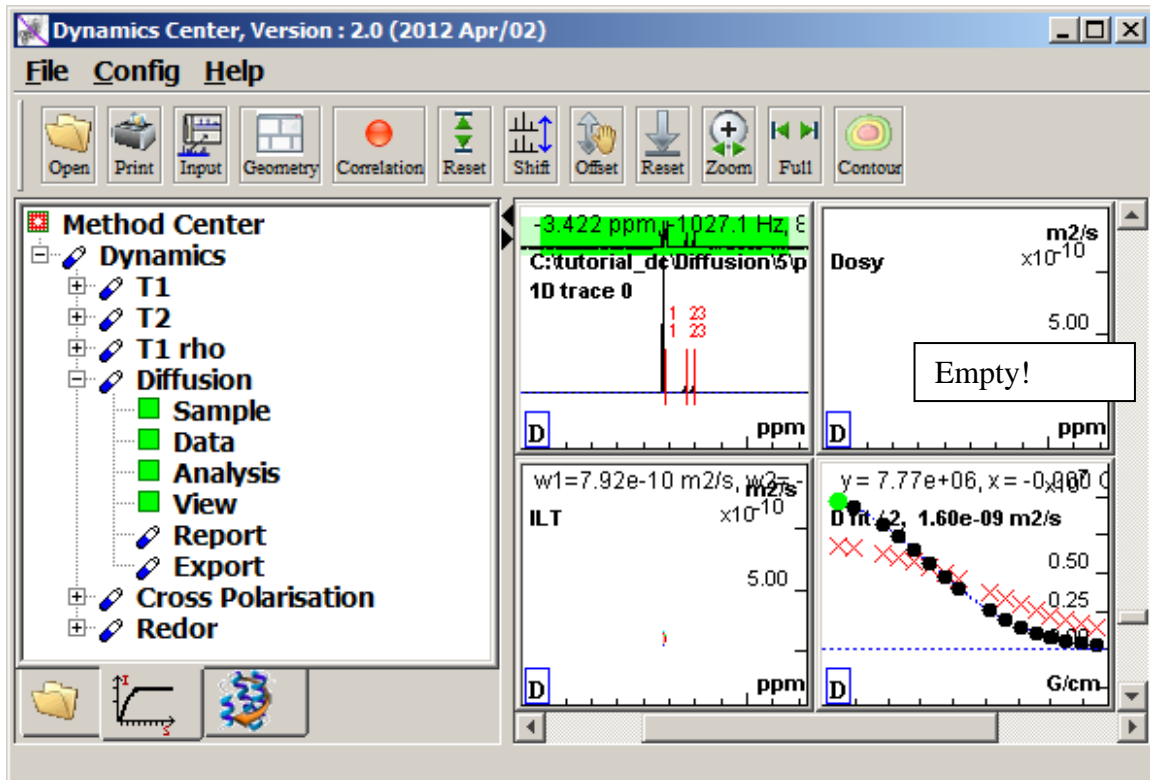 Dynamics Center, Version : 2.0 (2012 Apr/02)
File Config Help
Open Print Input Geometry Correlation Reset Shift Offset Reset Zoom Full Contour
Method Center
Dynamics
T1
T2
T1 rho
Diffusion
Sample
Data
Analysis
View
Report
Export
Cross Polarisation
Redor
-3.422 ppm, -1027.1 Hz, 8
C:\tutorial_dc\Diffusion\5\p
1D trace 0
1 23
1 23
D ppm
m2/s
x10-10
Dosy
5.00
Empty!
D ppm
w1=7.92e-10 m2/s, w2= -
m2/s
ILT x10-10
5.00
D ppm
y = 7.77e+06, x = -0.000
D fit / 2, 1.60e-09 m2/s
0.50
0.25
D G/cm